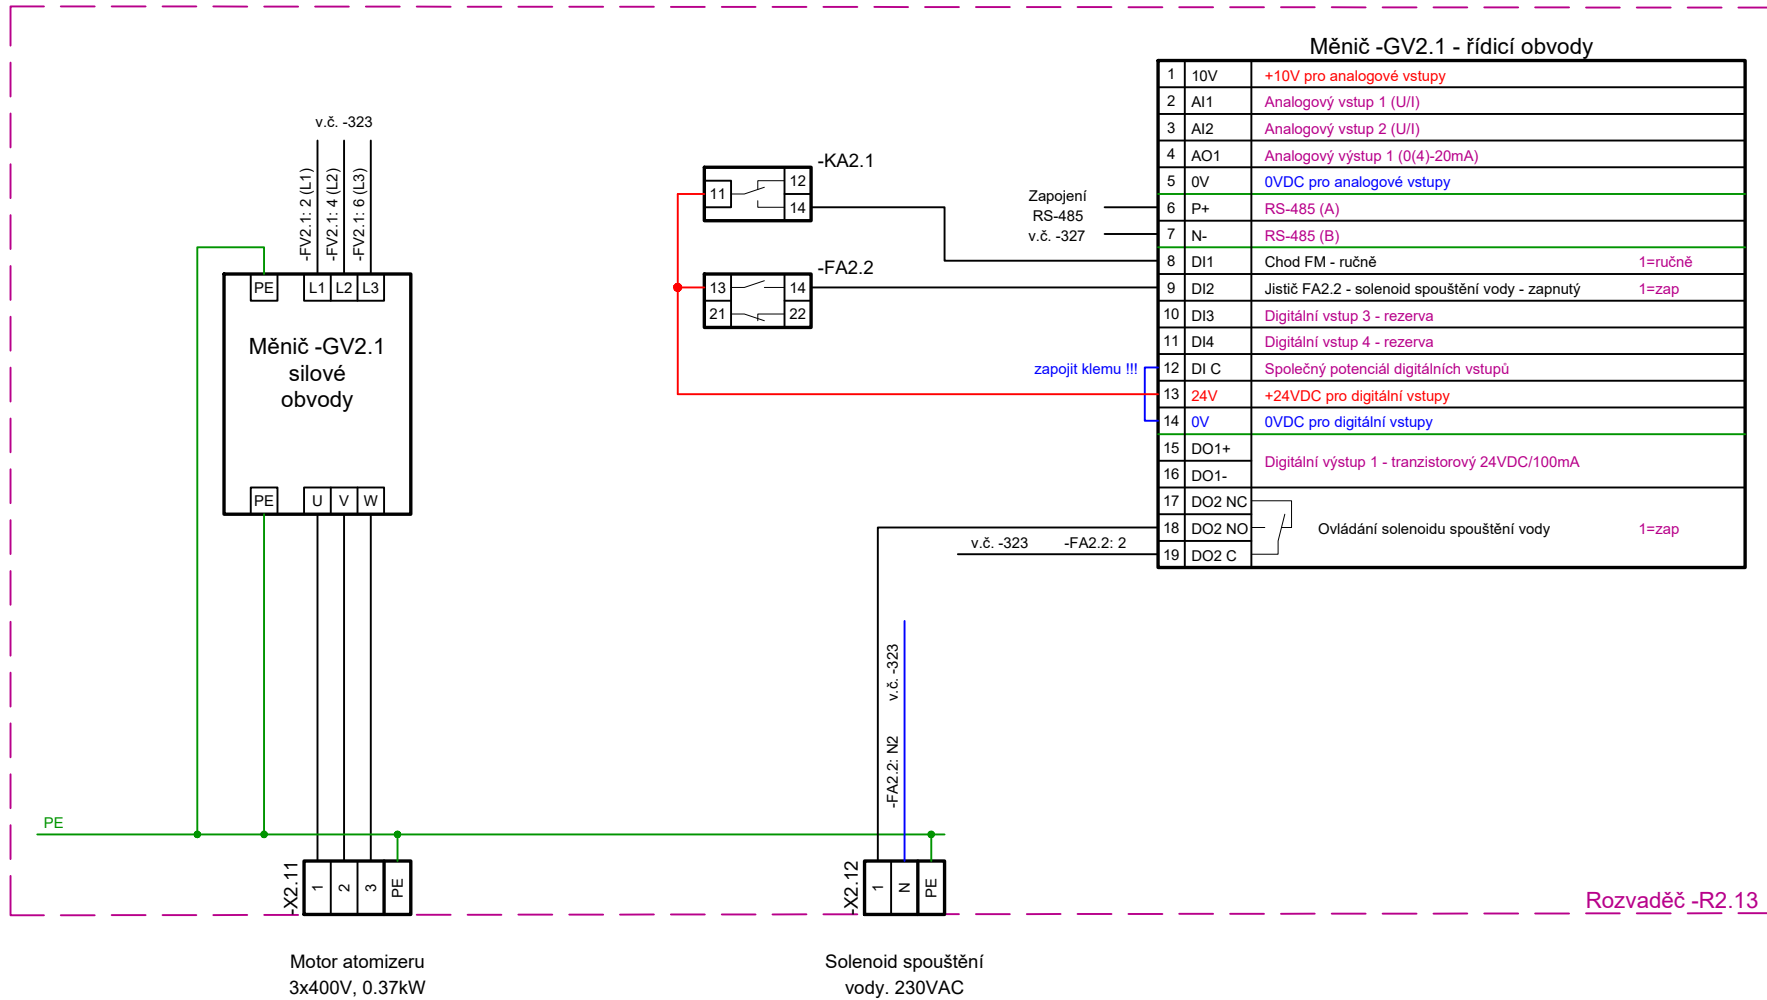 Měnič -GV2.1 - řídicí obvody
1 10V +10V pro analogové vstupy
2 AI1 Analogový vstup 1 (U/I)
3 AI2 Analogový vstup 2 (U/I)
4 AO1 Analogový výstup 1 (0(4)-20mA)
5 0V 0VDC pro analogové vstupy
6 P+ RS-485 (A)
7 N- RS-485 (B)
8 DI1 Chod FM - ručně 1=ručně
9 DI2 Jistič FA2.2 - solenoid spouštění vody - zapnutý 1=zap
10 DI3 Digitální vstup 3 - rezerva
11 DI4 Digitální vstup 4 - rezerva
12 DI C Společný potenciál digitálních vstupů
13 24V +24VDC pro digitální vstupy
14 0V 0VDC pro digitální vstupy
15 DO1+
Digitální výstup 1 - tranzistorový 24VDC/100mA
16 DO1-
17 DO2 NC
18 DO2 NO Ovládání solenoidu spouštění vody 1=zap
19 DO2 C
v.č. -323
-FV2.1: 2 (L1)
-FV2.1: 4 (L2)
-FV2.1: 6 (L3)
PE L1 L2 L3
Měnič -GV2.1
silové
obvody
PE U V W
-KA2.1
11 12
14
-FA2.2
13 14
21 22
Zapojení
RS-485
v.č. -327
zapojit klemu !!!
v.č. -323 -FA2.2: 2
-FA2.2: N2 v.č. -323
PE
-X2.11
1 2 3 PE
-X2.12
1 N PE
Rozvaděč -R2.13
Motor atomizeru
3x400V, 0.37kW
Solenoid spouštění
vody. 230VAC